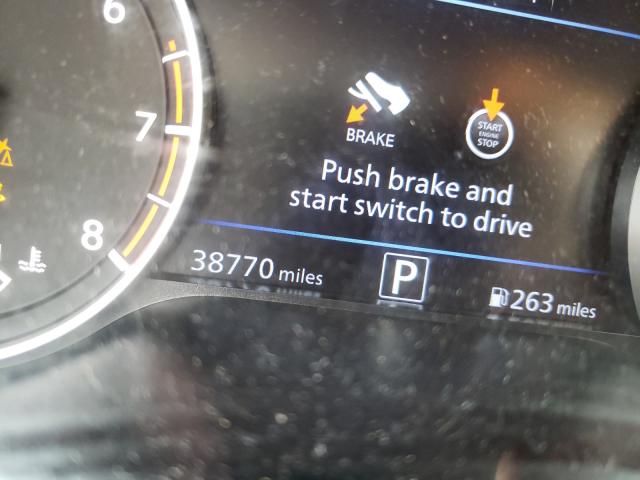 6
7
8
BRAKE
START
ENGINE
STOP
Push brake and
start switch to drive
38770 miles
P
263 miles